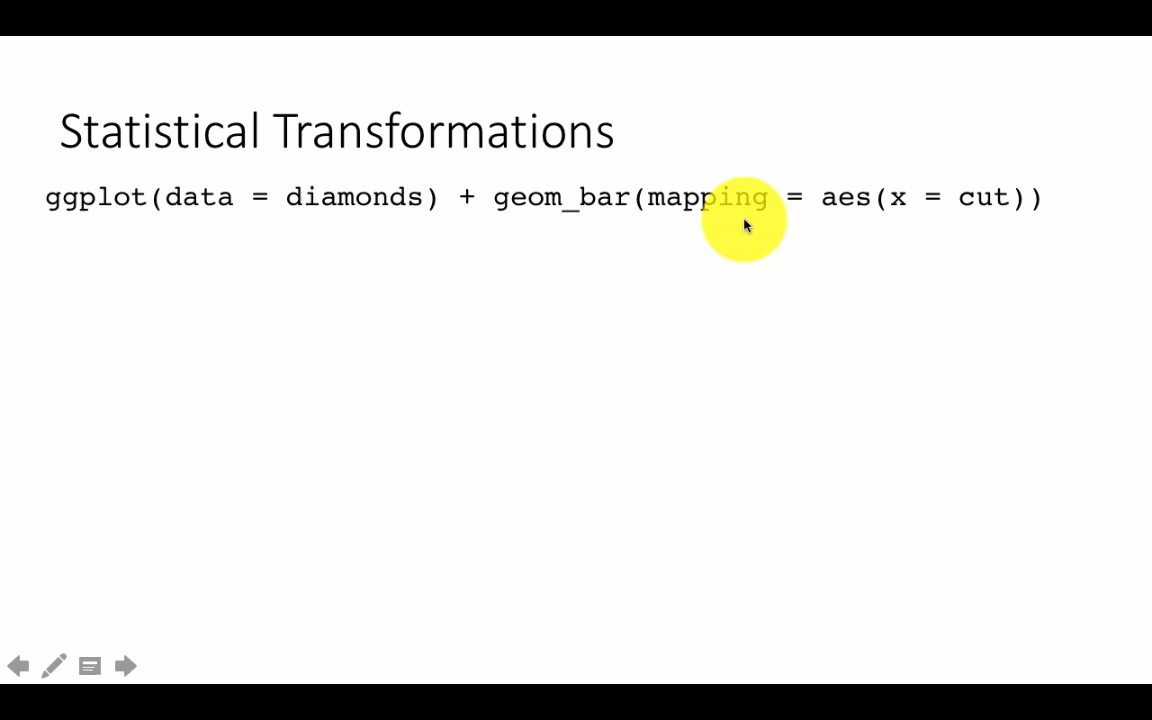 Statistical Transformations
ggplot(data = diamonds) + geom_bar(mapping = aes(x = cut))